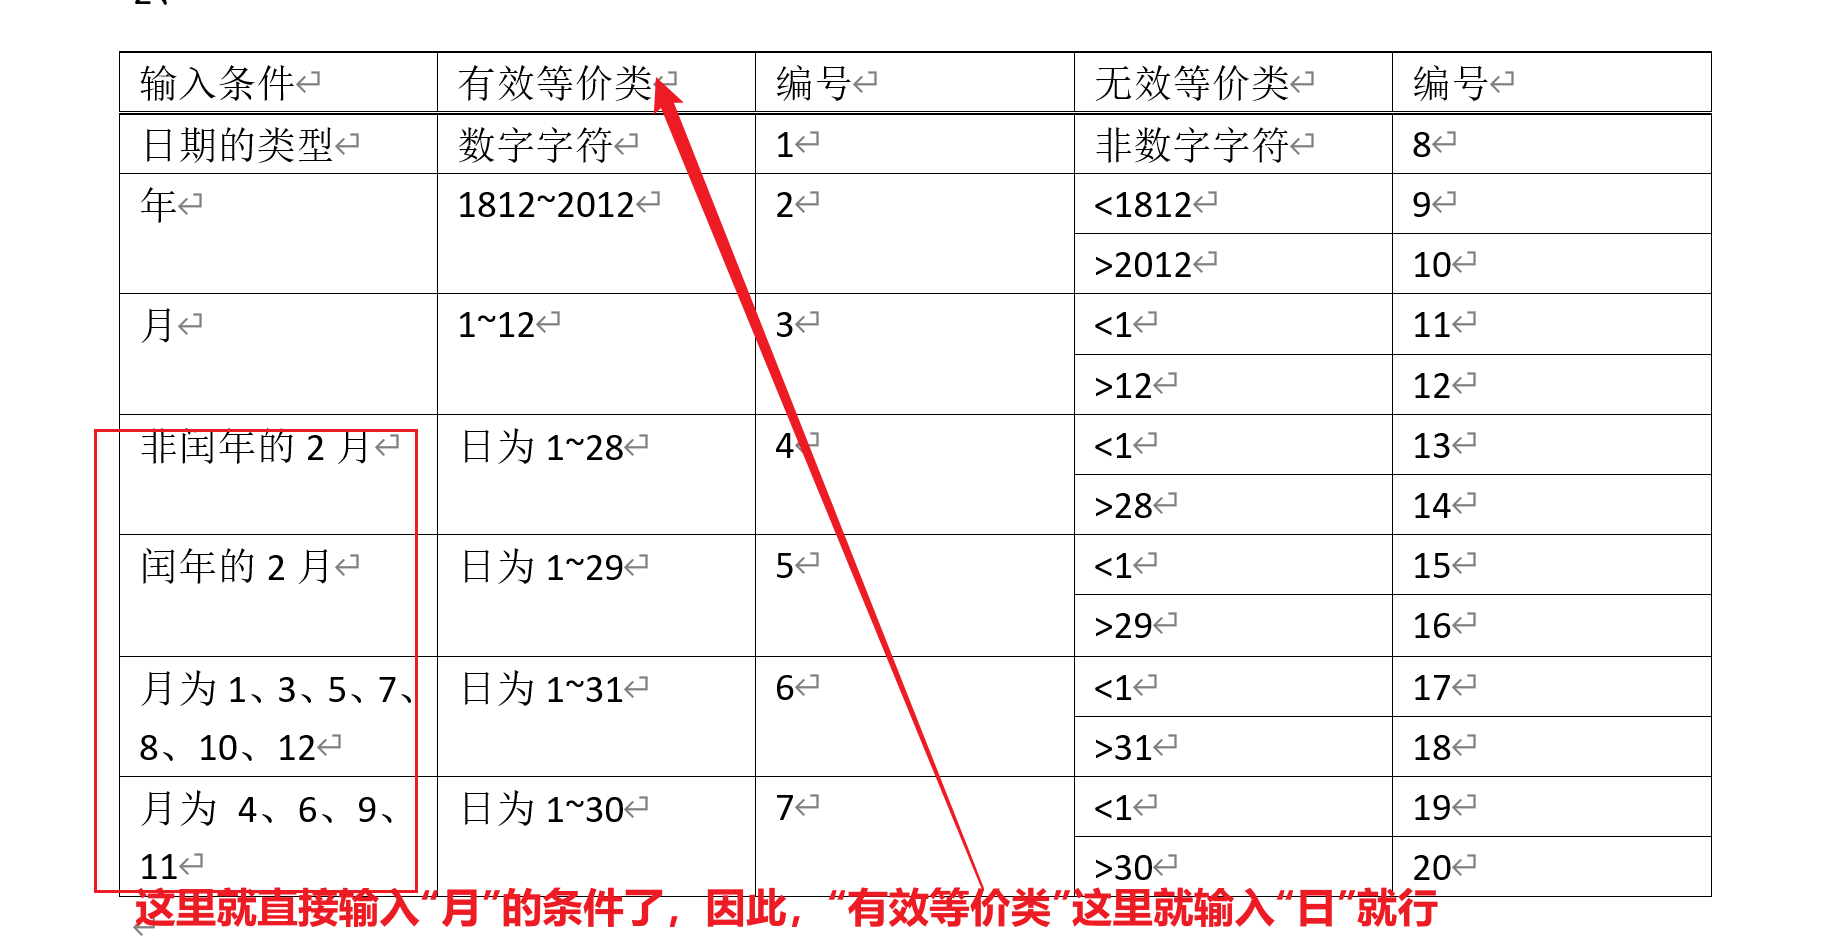 2、
输入条件 有效等价类 编号 无效等价类 编号
日期的类型 数字字符 1 非数字字符 8
年 1812~2012 2 <1812 9
>2012 10
月 1~12 3 <1 11
>12 12
非闰年的 2 月 日为 1~28 4 <1 13
>28 14
闰年的 2 月 日为 1~29 5 <1 15
>29 16
月为 1、3、5、7、 日为 1~31 6 <1 17
8、10、12 >31 18
月为 4、6、9、 日为 1~30 7 <1 19
11 >30 20
这里就直接输入“月”的条件了，因此，“有效等价类”这里就输入“日”就行